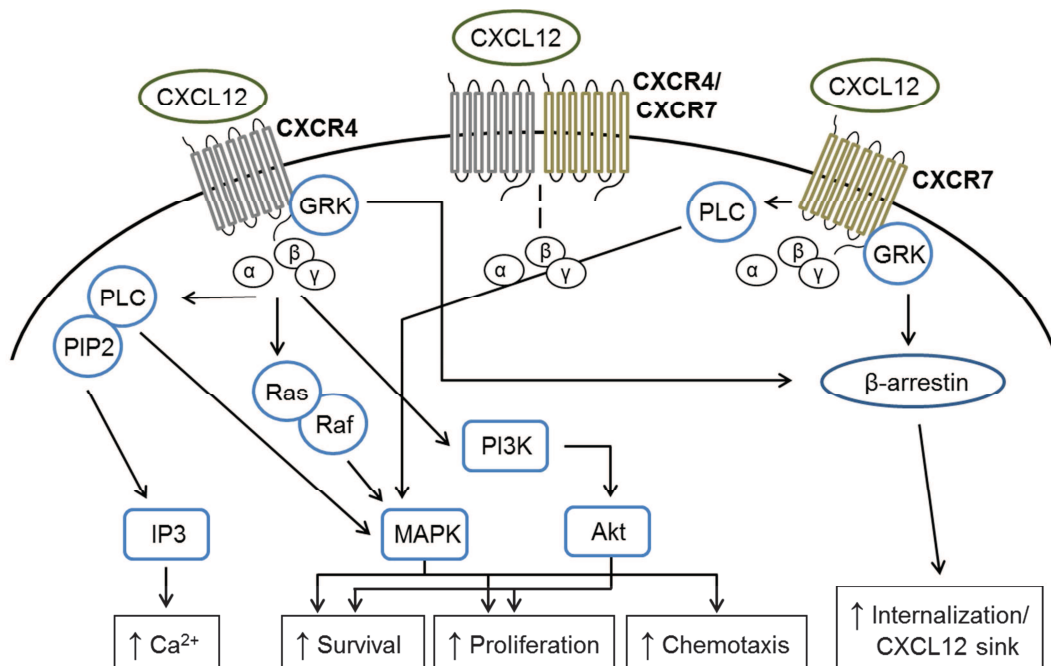 CXCL12
CXCL12
CXCR4/
CXCR7
CXCL12
CXCR4
CXCR7
GRK
PLC
GRK
α
β
γ
α
β
γ
α
β
γ
PLC
PIP2
Ras
Raf
β-arrestin
PI3K
IP3
MAPK
Akt
↑ Ca²⁺
↑ Survival
↑ Proliferation
↑ Chemotaxis
↑ Internalization/
CXCL12 sink